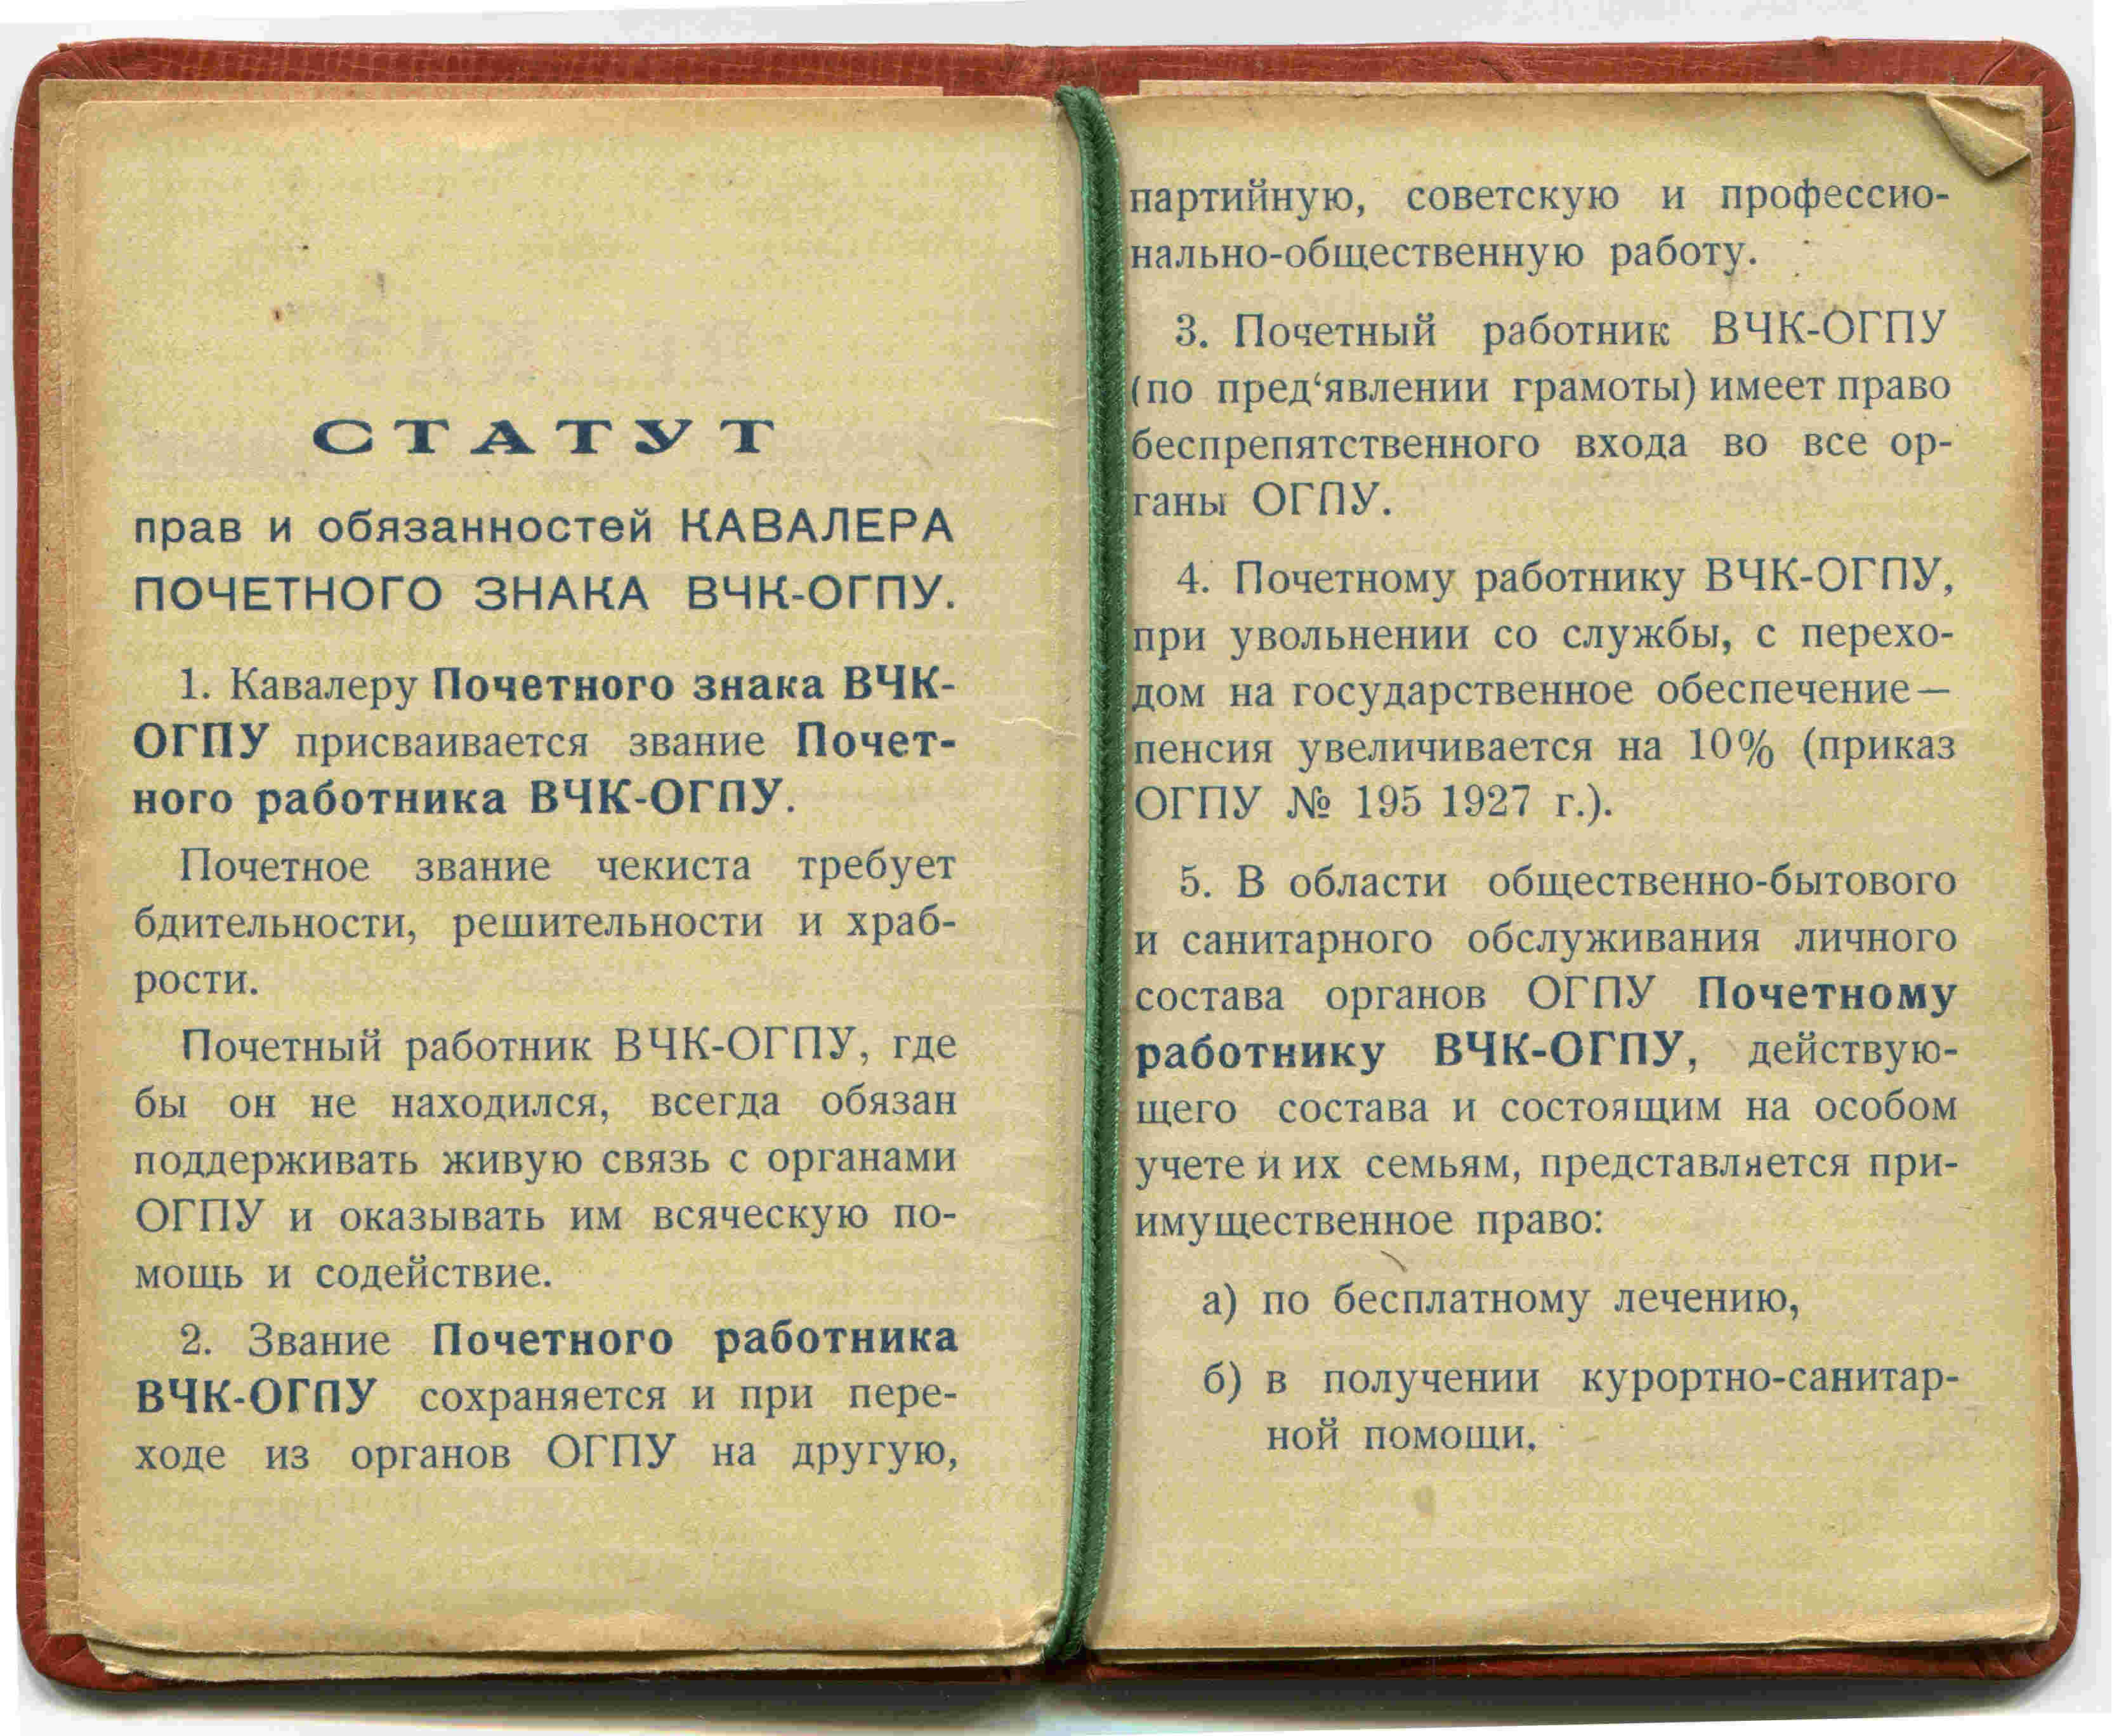 СТАТУТ
прав и обязанностей КАВАЛЕРА
ПОЧЕТНОГО ЗНАКА ВЧК-ОГПУ.
1. Кавалеру Почетного знака ВЧК-
ОГПУ присваивается звание Почет-
ного работника ВЧК-ОГПУ.
Почетное звание чекиста требует
бдительности, решительности и храб-
рости.
Почетный работник ВЧК-ОГПУ, где
бы он не находился, всегда обязан
поддерживать живую связь с органами
ОГПУ и оказывать им всяческую по-
мощь и содействие.
2. Звание Почетного работника
ВЧК-ОГПУ сохраняется и при пере-
ходе из органов ОГПУ на другую,
партийную, советскую и профессио-
нально-общественную работу.
3. Почетный работник ВЧК-ОГПУ
(по пред‘явлении грамоты) имеет право
беспрепятственного входа во все ор-
ганы ОГПУ.
4. Почетному работнику ВЧК-ОГПУ,
при увольнении со службы, с перехо-
дом на государственное обеспечение—
пенсия увеличивается на 10% (приказ
ОГПУ № 195 1927 г.).
5. В области общественно-бытового
и санитарного обслуживания личного
состава органов ОГПУ Почетному
работнику ВЧК-ОГПУ, действую-
щего состава и состоящим на особом
учете и их семьям, представляется при-
имущественное право:
а) по бесплатному лечению,
б) в получении курортно-санитар-
ной помощи,